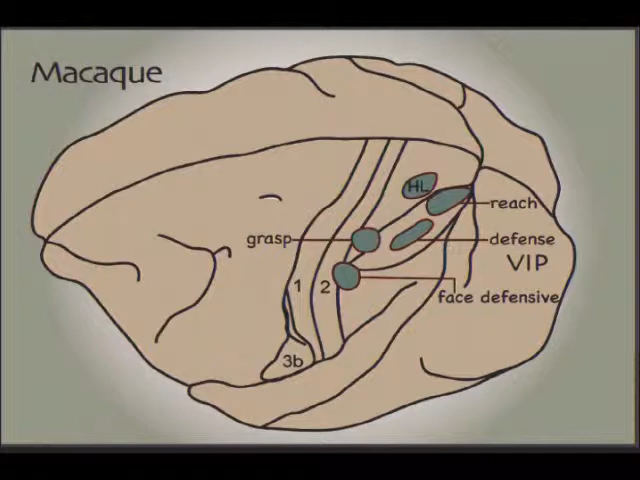 Macaque
HL
reach
grasp
defense
VIP
1
2
face defensive
3b